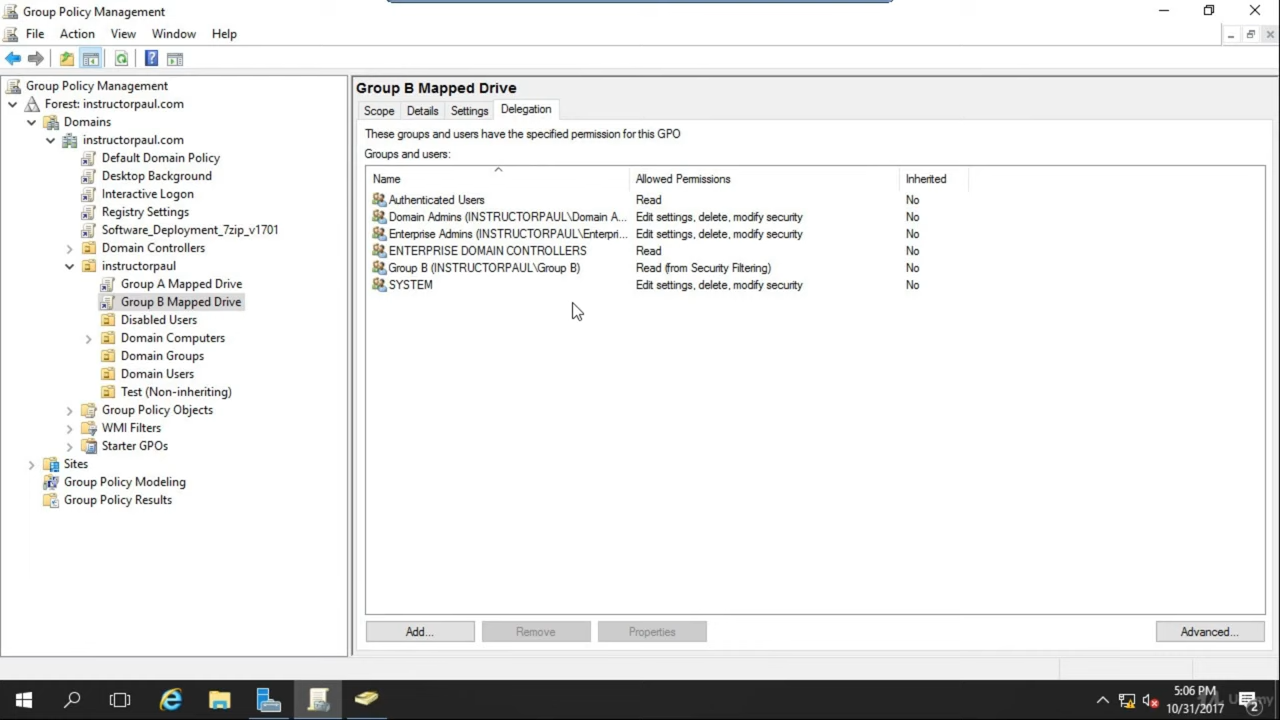 Group Policy Management
File Action View Window Help
Group Policy Management
Forest: instructorpaul.com
Domains
instructorpaul.com
Default Domain Policy
Desktop Background
Interactive Logon
Registry Settings
Software_Deployment_7zip_v1701
Domain Controllers
instructorpaul
Group A Mapped Drive
Group B Mapped Drive
Disabled Users
Domain Computers
Domain Groups
Domain Users
Test (Non-inheriting)
Group Policy Objects
WMI Filters
Starter GPOs
Sites
Group Policy Modeling
Group Policy Results
Group B Mapped Drive
Scope Details Settings Delegation
These groups and users have the specified permission for this GPO
Groups and users:
Name Allowed Permissions Inherited
Authenticated Users Read No
Domain Admins (INSTRUCTORPAUL\Domain A... Edit settings, delete, modify security No
Enterprise Admins (INSTRUCTORPAUL\Enterpri... Edit settings, delete, modify security No
ENTERPRISE DOMAIN CONTROLLERS Read No
Group B (INSTRUCTORPAUL\Group B) Read (from Security Filtering) No
SYSTEM Edit settings, delete, modify security No
Add... Remove Properties Advanced...
5:06 PM
10/31/2017
2